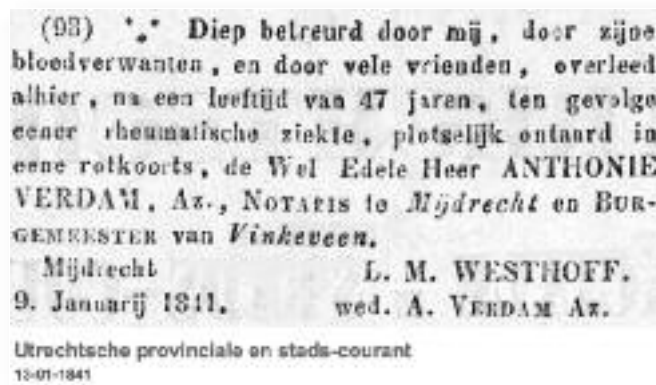 (93) *⁎* Diep betreurd door mij, door zijne
bloedverwanten, en door vele vrienden, overleed
alhier, na een leeftijd van 47 jaren, ten gevolge
eener rheumatische ziekte, plotselijk ontaard in
eene rotkoorts, de Wel Edele Heer ANTHONIE
VERDAM, Az., NOTARIS te Mijdrecht en BUR-
GEMEESTER van Vinkeveen.
Mijdrecht L. M. WESTHOFF.
9. Januarij 1841. wed. A. VERDAM Az.
Utrechtsche provinciale en stads-courant
13-01-1841